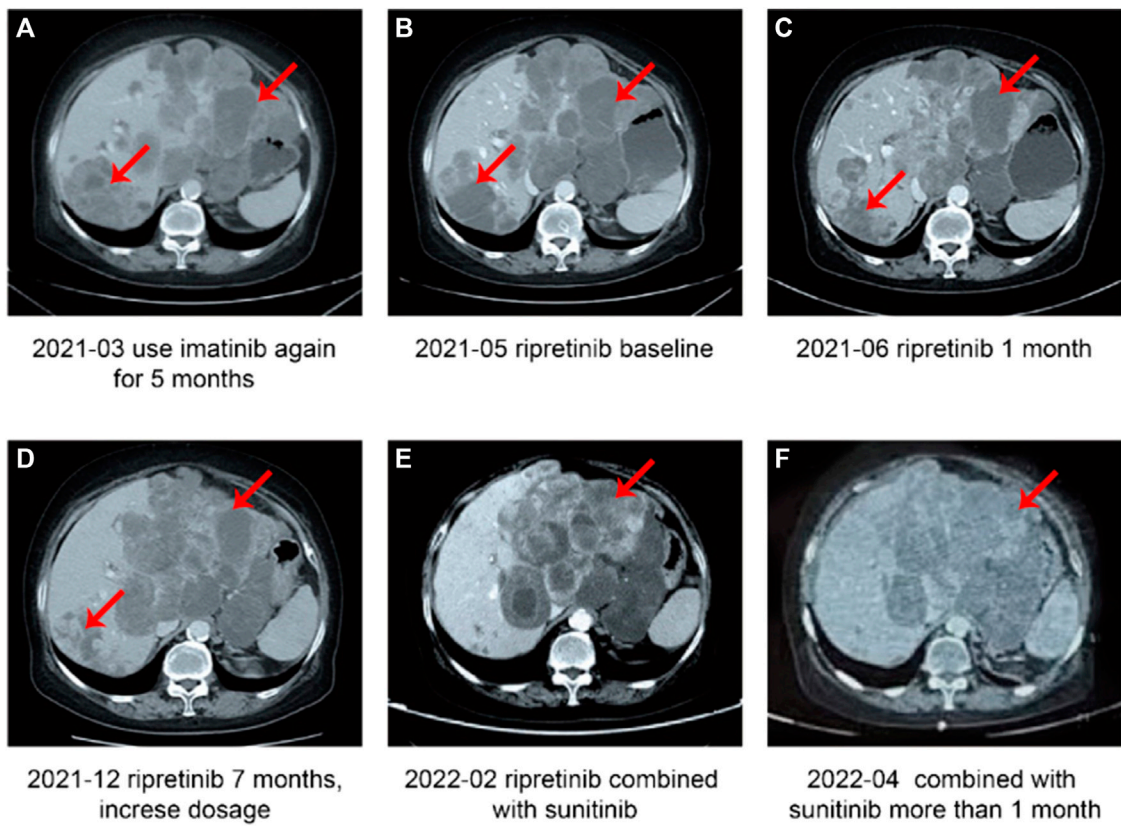 A
B
C
2021-03 use imatinib again
for 5 months
2021-05 ripretinib baseline
2021-06 ripretinib 1 month
D
E
F
2021-12 ripretinib 7 months,
increse dosage
2022-02 ripretinib combined
with sunitinib
2022-04 combined with
sunitinib more than 1 month